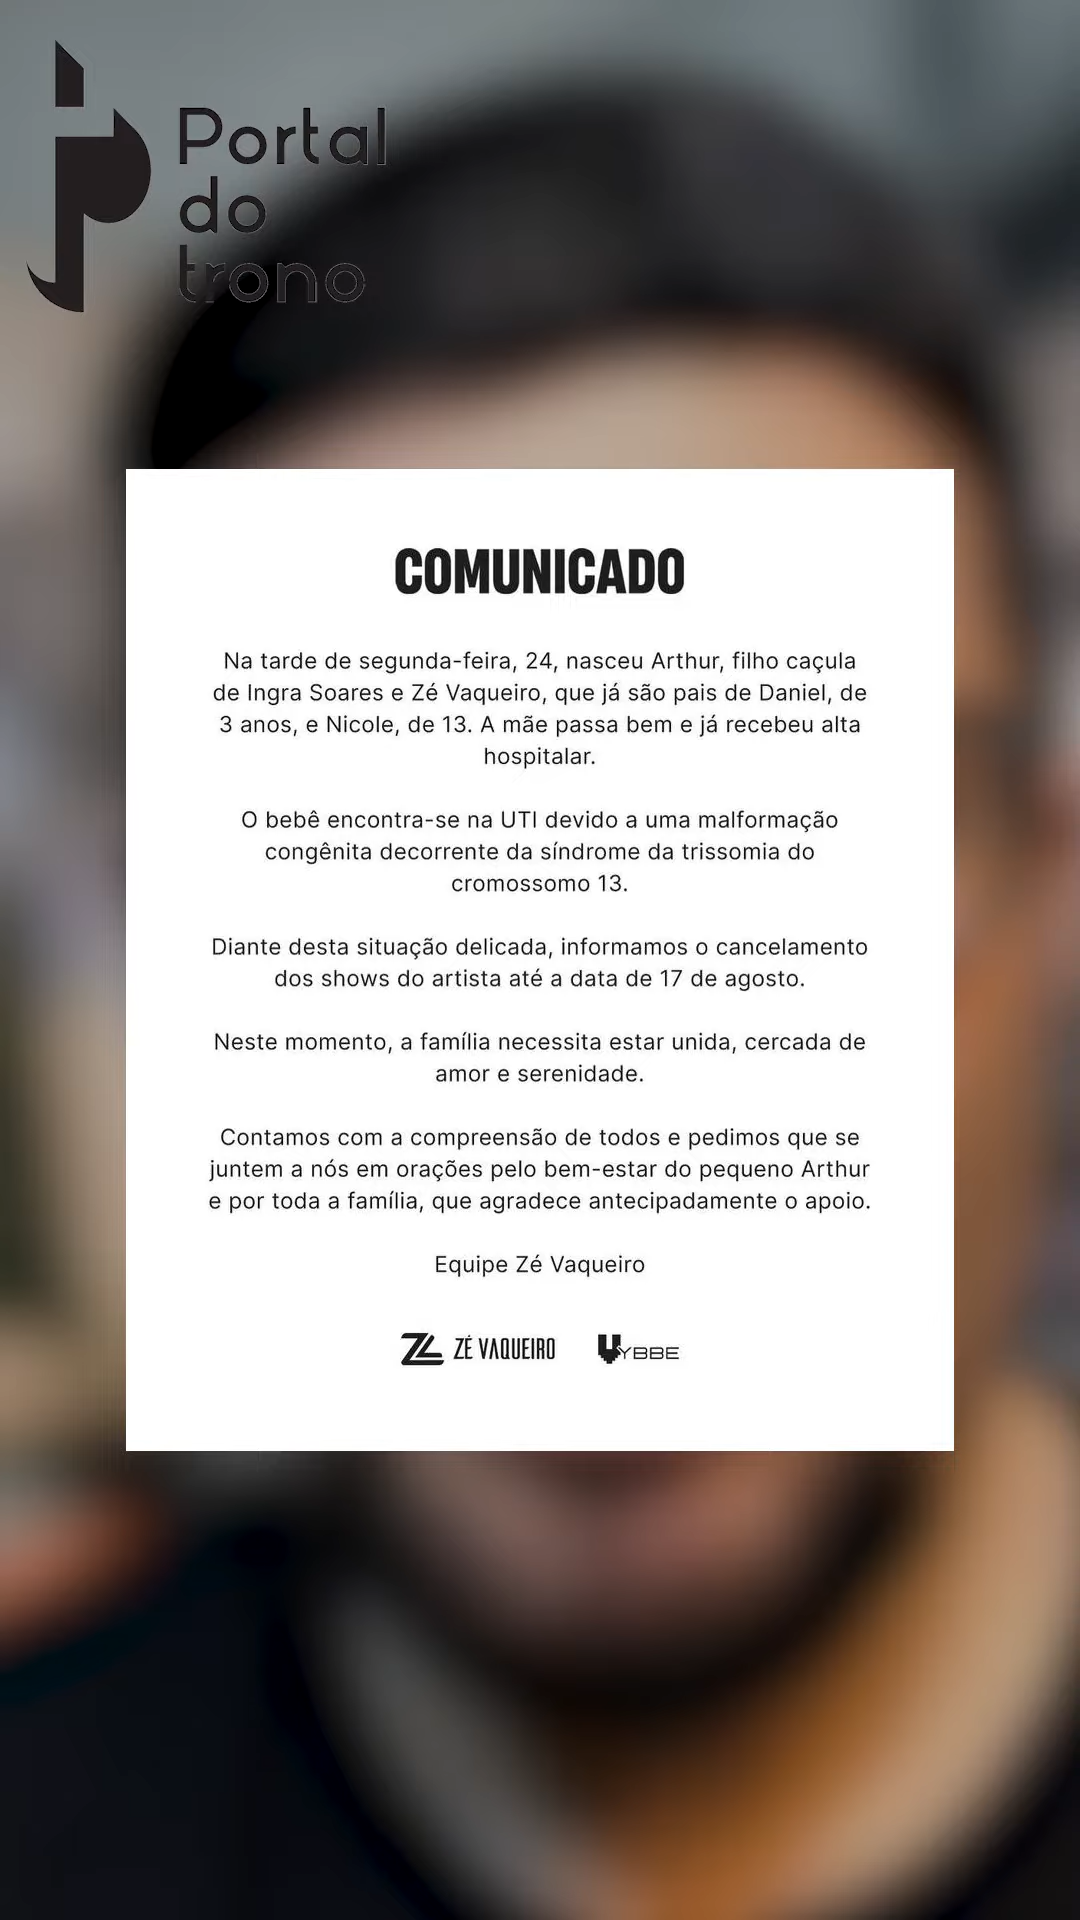 Portal
do
trono
COMUNICADO
Na tarde de segunda-feira, 24, nasceu Arthur, filho caçula
de Ingra Soares e Zé Vaqueiro, que já são pais de Daniel, de
3 anos, e Nicole, de 13. A mãe passa bem e já recebeu alta
hospitalar.
O bebê encontra-se na UTI devido a uma malformação
congênita decorrente da síndrome da trissomia do
cromossomo 13.
Diante desta situação delicada, informamos o cancelamento
dos shows do artista até a data de 17 de agosto.
Neste momento, a família necessita estar unida, cercada de
amor e serenidade.
Contamos com a compreensão de todos e pedimos que se
juntem a nós em orações pelo bem-estar do pequeno Arthur
e por toda a família, que agradece antecipadamente o apoio.
Equipe Zé Vaqueiro
ZÉ VAQUEIRO VYBBE